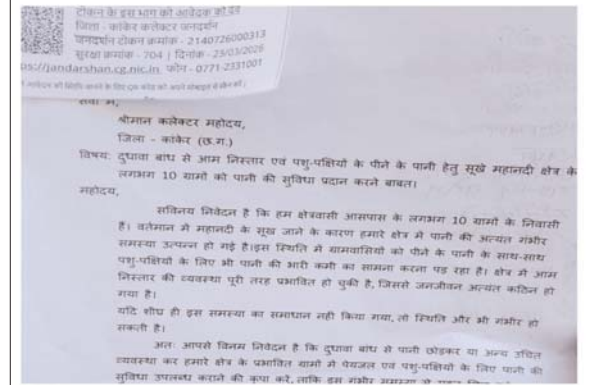 टोकन के इस भाग को आवेदक को दें
जिला - कांकेर कलेक्टर जनदर्शन
जनदर्शन टोकन क्रमांक - 2140726000313
सुरक्षा क्रमांक - 704 | दिनांक - 23/03/2026
ps://jandarshan.cg.nic.in फोन - 0771-2331001
सेवा में,
श्रीमान कलेक्टर महोदय,
जिला - कांकेर (छ.ग.)
विषय: दुधावा बांध से आम निस्तार एवं पशु-पक्षियों के पीने के पानी हेतु सूखे महानदी क्षेत्र के
लगभग 10 ग्रामों को पानी की सुविधा प्रदान करने बाबत।
महोदय,
सविनय निवेदन है कि हम क्षेत्रवासी आसपास के लगभग 10 ग्रामों के निवासी
हैं। वर्तमान में महानदी के सूख जाने के कारण हमारे क्षेत्र में पानी की अत्यंत गंभीर
समस्या उत्पन्न हो गई है।इस स्थिति में ग्रामवासियों को पीने के पानी के साथ-साथ
पशु-पक्षियों के लिए भी पानी की भारी कमी का सामना करना पड़ रहा है। क्षेत्र में आम
निस्तार की व्यवस्था पूरी तरह प्रभावित हो चुकी है, जिससे जनजीवन अत्यंत कठिन हो
गया है।
यदि शीघ्र ही इस समस्या का समाधान नही किया गया, तो स्थिति और भी गंभीर हो
सकती है।
अतः आपसे विनम्र निवेदन है कि दुधावा बांध से पानी छोड़कर या अन्य उचित
व्यवस्था कर हमारे क्षेत्र के प्रभावित ग्रामों में पेयजल एवं पशु-पक्षियों के लिए पानी की
सुविधा उपलब्ध कराने की कृपा करें, ताकि इस गंभीर समस्या से